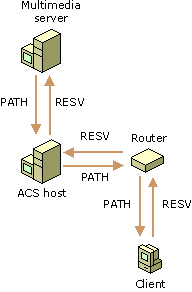 Multimedia
server
PATH
RESV
RESV
Router
PATH
ACS host
PATH
RESV
Client